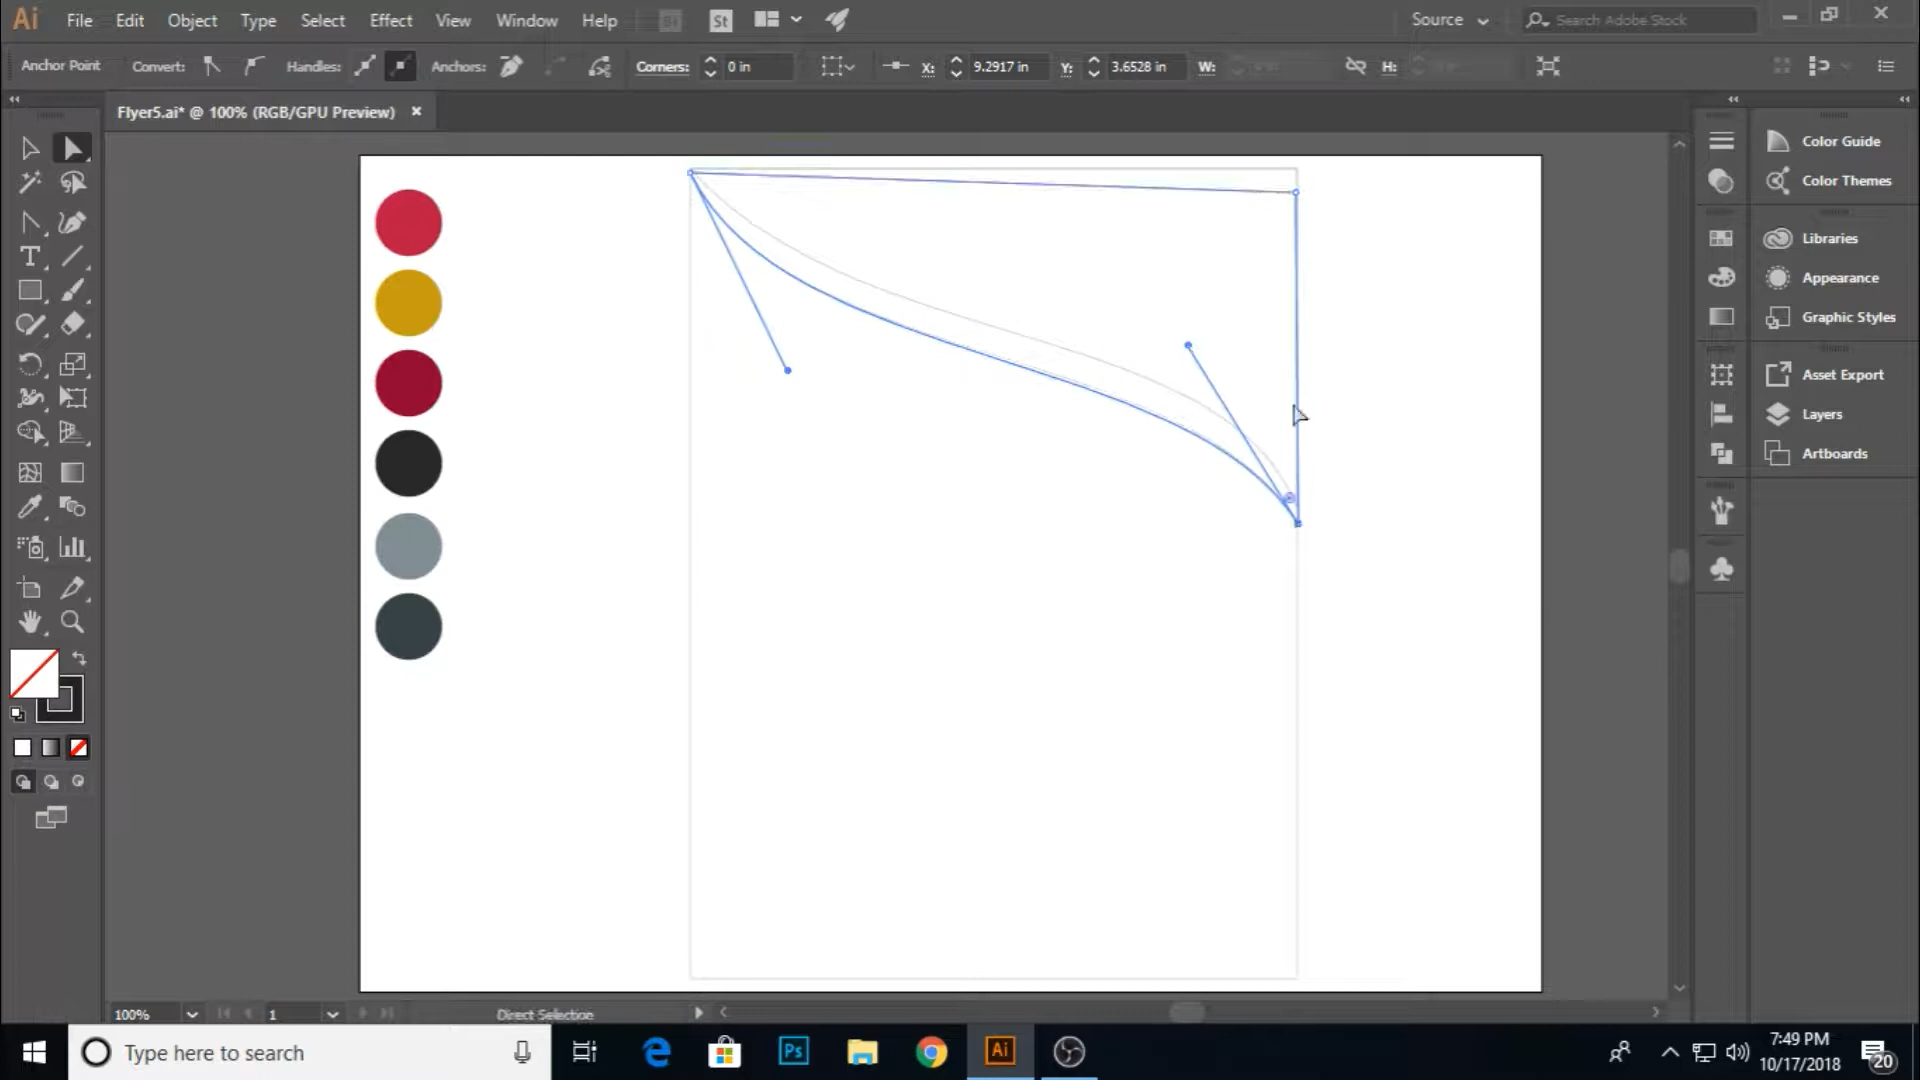 Ai File Edit Object Type Select Effect View Window Help Br St Source Search Adobe Stock
Anchor Point Convert: Handles: Anchors: Corners: 0 in X: 9.2917 in Y: 3.6528 in W: H:
Flyer5.ai* @ 100% (RGB/GPU Preview) ×
Color Guide
Color Themes
Libraries
Appearance
Graphic Styles
Asset Export
Layers
Artboards
T
100% 1 Direct Selection
Type here to search Ps Ai 7:49 PM
10/17/2018 20